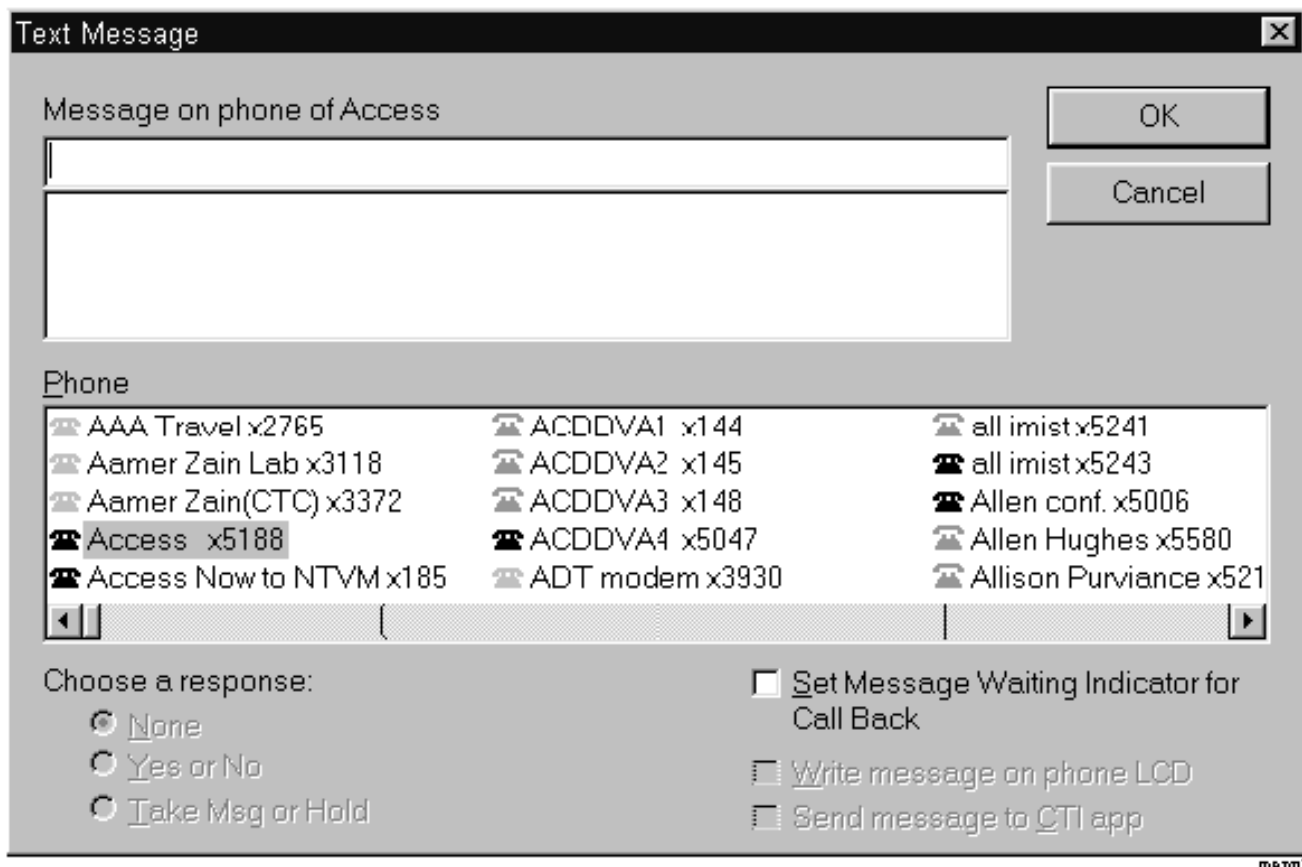 Text Message
Message on phone of Access
OK
Cancel
Phone
AAA Travel x2765
Aamer Zain Lab x3118
Aamer Zain(CTC) x3372
Access x5188
Access Now to NTVM x185
ACDDVA1 x144
ACDDVA2 x145
ACDDVA3 x148
ACDDVA4 x5047
ADT modem x3930
all imist x5241
all imist x5243
Allen conf. x5006
Allen Hughes x5580
Allison Purviance x521
Choose a response:
None
Yes or No
Take Msg or Hold
Set Message Waiting Indicator for
Call Back
Write message on phone LCD
Send message to CTI app